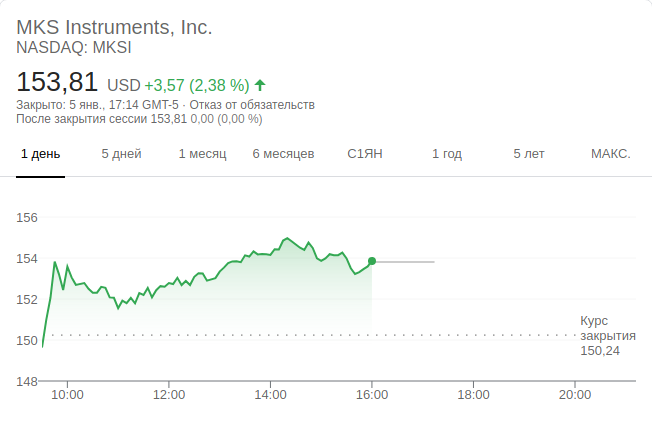 MKS Instruments, Inc.
NASDAQ: MKSI
153,81 USD +3,57 (2,38 %)
Закрыто: 5 янв., 17:14 GMT-5 · Отказ от обязательств
После закрытия сессии 153,81 0,00 (0,00 %)
1 день 5 дней 1 месяц 6 месяцев С1ЯН 1 год 5 лет МАКС.
156
154
152
Курс
закрытия
150
150,24
148
10:00 12:00 14:00 16:00 18:00 20:00